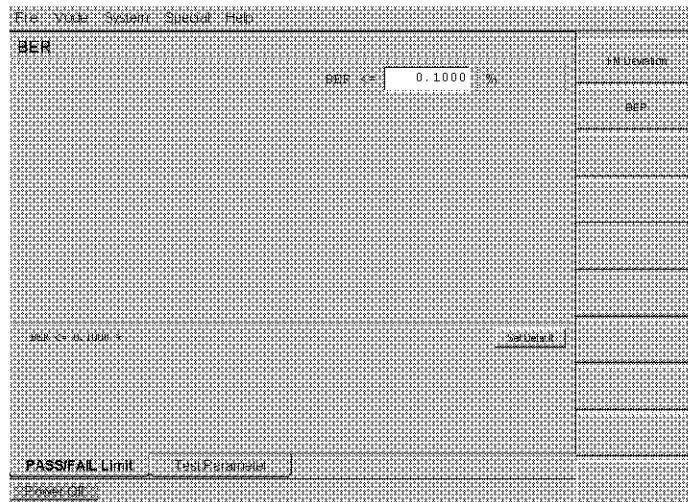 File Mode System Special Help
BER
FM Deviation
BER <= 0.1000 %
BER
BER <= 0.1000 %
Set Default
PASS/FAIL Limit Test Parameter
Power Off